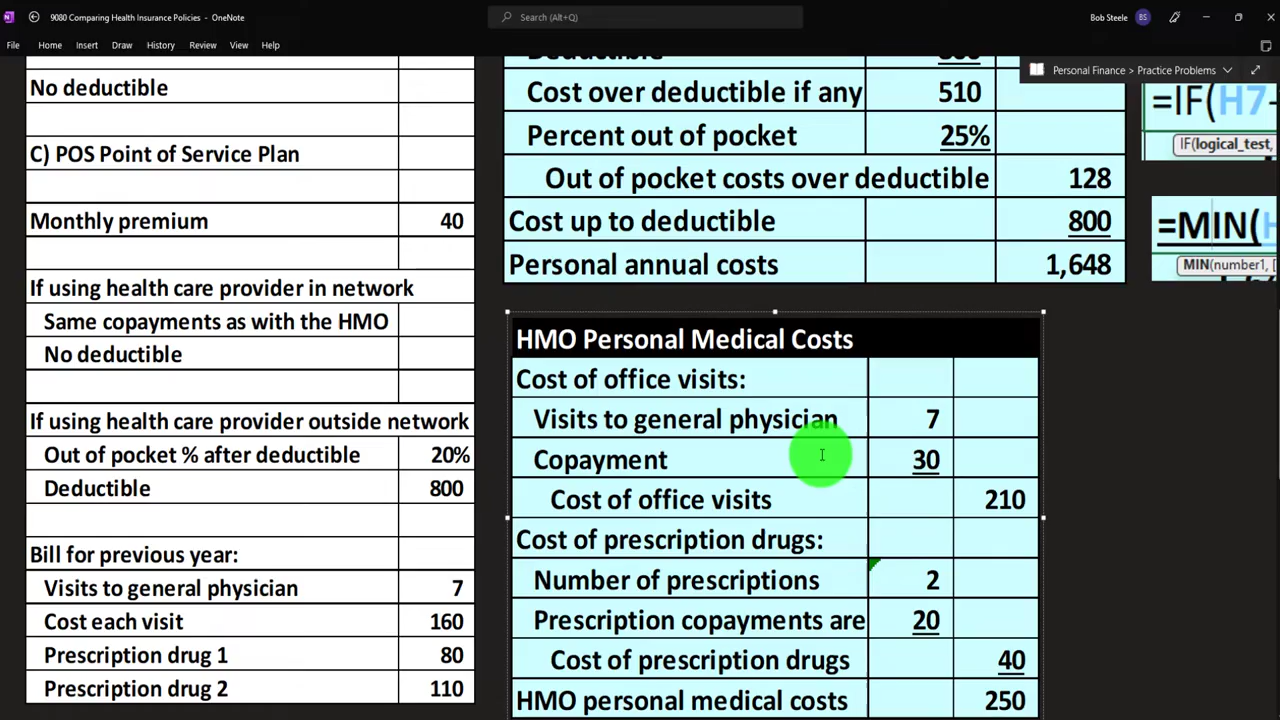 9080 Comparing Health Insurance Policies - OneNote
Search (Alt+Q)
Bob Steele
BS
File Home Insert Draw History Review View Help
Personal Finance > Practice Problems
No deductible
C) POS Point of Service Plan
Monthly premium 40
If using health care provider in network
Same copayments as with the HMO
No deductible
If using health care provider outside network
Out of pocket % after deductible 20%
Deductible 800
Bill for previous year:
Visits to general physician 7
Cost each visit 160
Prescription drug 1 80
Prescription drug 2 110
Cost over deductible if any 510
Percent out of pocket 25%
Out of pocket costs over deductible 128
Cost up to deductible 800
Personal annual costs 1,648
HMO Personal Medical Costs
Cost of office visits:
Visits to general physician 7
Copayment 30
Cost of office visits 210
Cost of prescription drugs:
Number of prescriptions 2
Prescription copayments are 20
Cost of prescription drugs 40
HMO personal medical costs 250
=IF(H7-
IF(logical_test,
=MIN(
MIN(number1, [